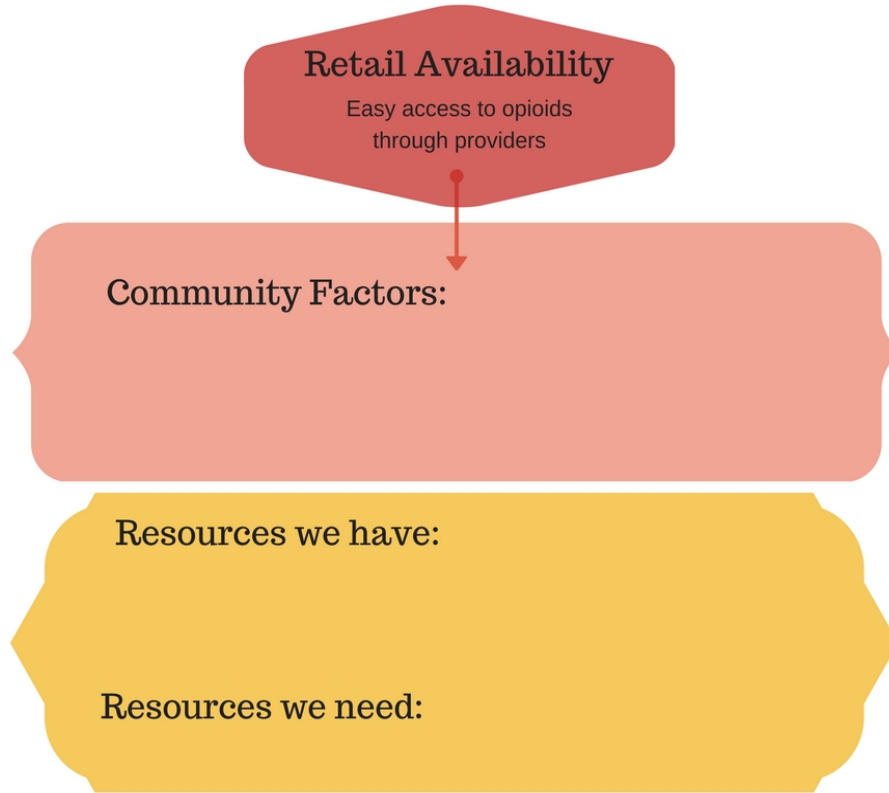 Retail Availability
Easy access to opioids
through providers
Community Factors:
Resources we have:
Resources we need: